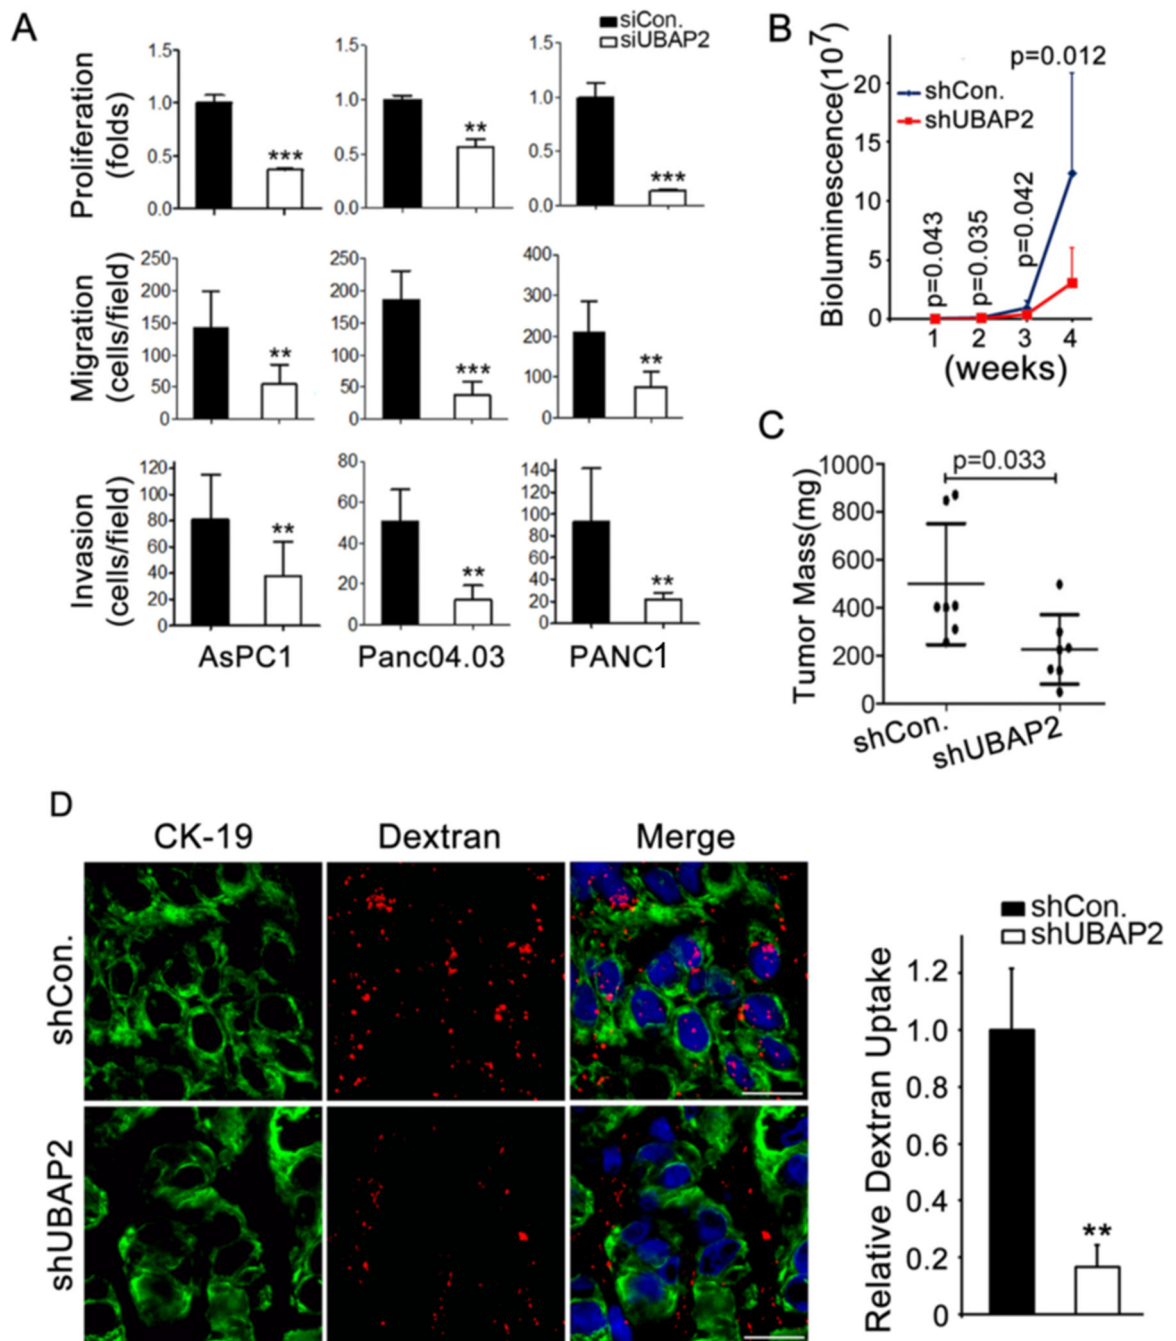 A
siCon.
siUBAP2
Proliferation
(folds)
1.5
1.0
0.5
0.0
***
1.5
1.0
0.5
0.0
**
1.5
1.0
0.5
0.0
***
Migration
(cells/field)
250
200
150
100
50
0
**
250
200
150
100
50
0
***
400
300
200
100
0
**
Invasion
(cells/field)
120
100
80
60
40
20
0
**
80
60
40
20
0
**
140
120
100
80
60
40
20
0
**
AsPC1
Panc04.03
PANC1
B
Bioluminescence(10⁷)
20
15
10
5
0
shCon.
shUBAP2
p=0.043
p=0.035
p=0.042
p=0.012
1 2 3 4
(weeks)
C
Tumor Mass(mg)
1000
800
600
400
200
0
p=0.033
shCon.
shUBAP2
D
CK-19
Dextran
Merge
shCon.
shUBAP2
shCon.
shUBAP2
Relative Dextran Uptake
1.2
1.0
0.8
0.6
0.4
0.2
0
**